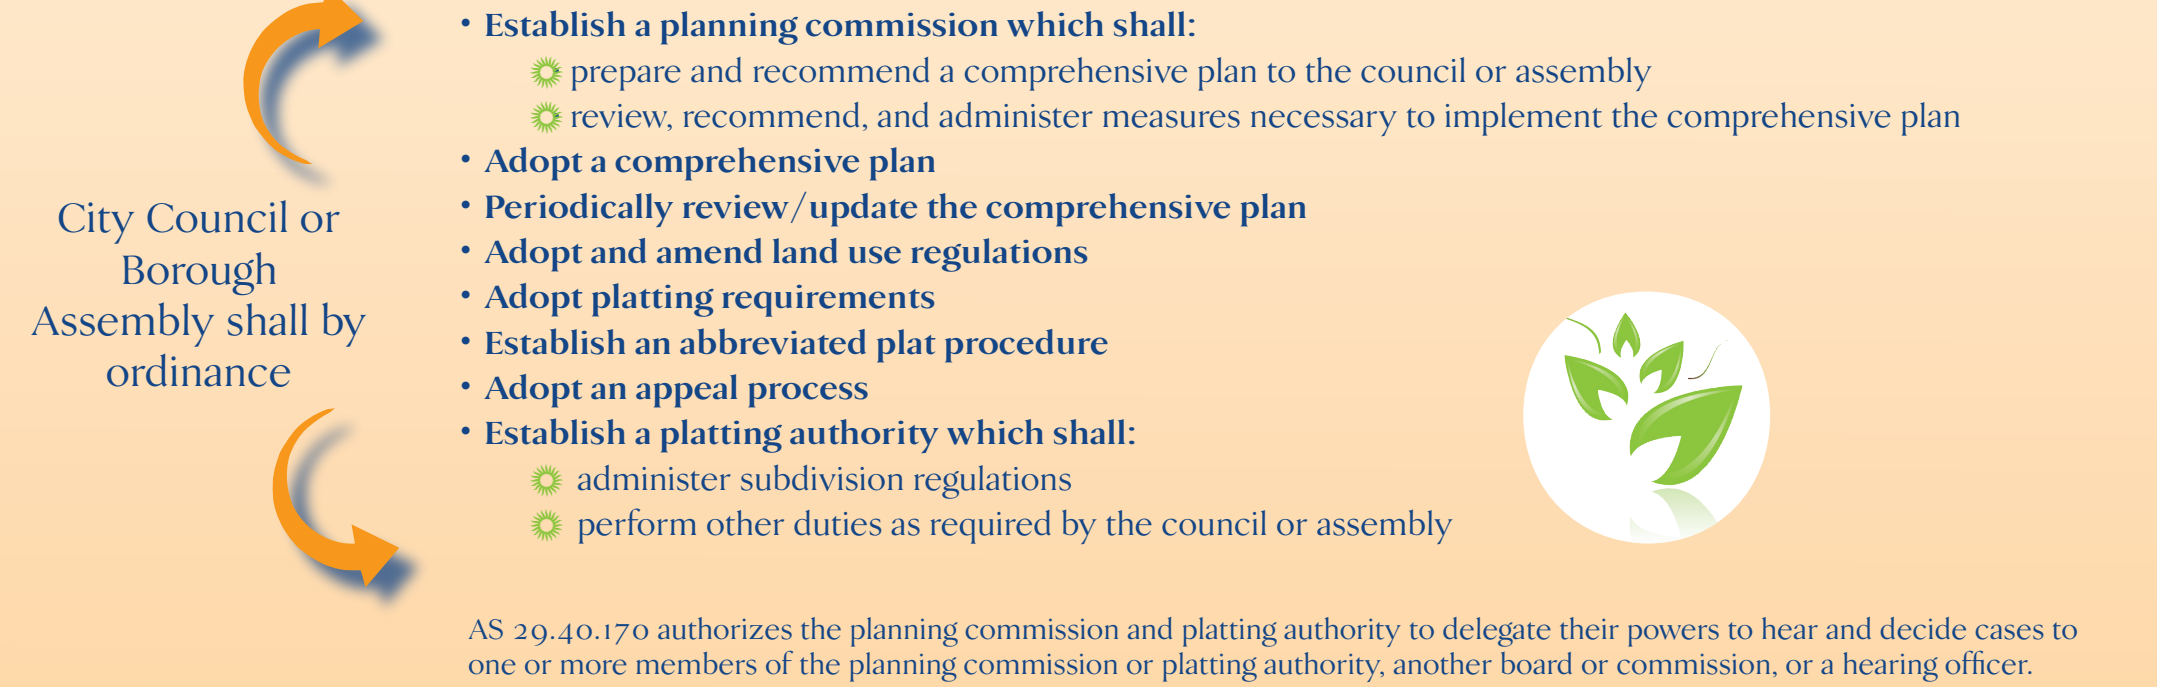 City Council or
Borough
Assembly shall by
ordinance
• Establish a planning commission which shall:
prepare and recommend a comprehensive plan to the council or assembly
review, recommend, and administer measures necessary to implement the comprehensive plan
• Adopt a comprehensive plan
• Periodically review/update the comprehensive plan
• Adopt and amend land use regulations
• Adopt platting requirements
• Establish an abbreviated plat procedure
• Adopt an appeal process
• Establish a platting authority which shall:
administer subdivision regulations
perform other duties as required by the council or assembly
AS 29.40.170 authorizes the planning commission and platting authority to delegate their powers to hear and decide cases to
one or more members of the planning commission or platting authority, another board or commission, or a hearing officer.